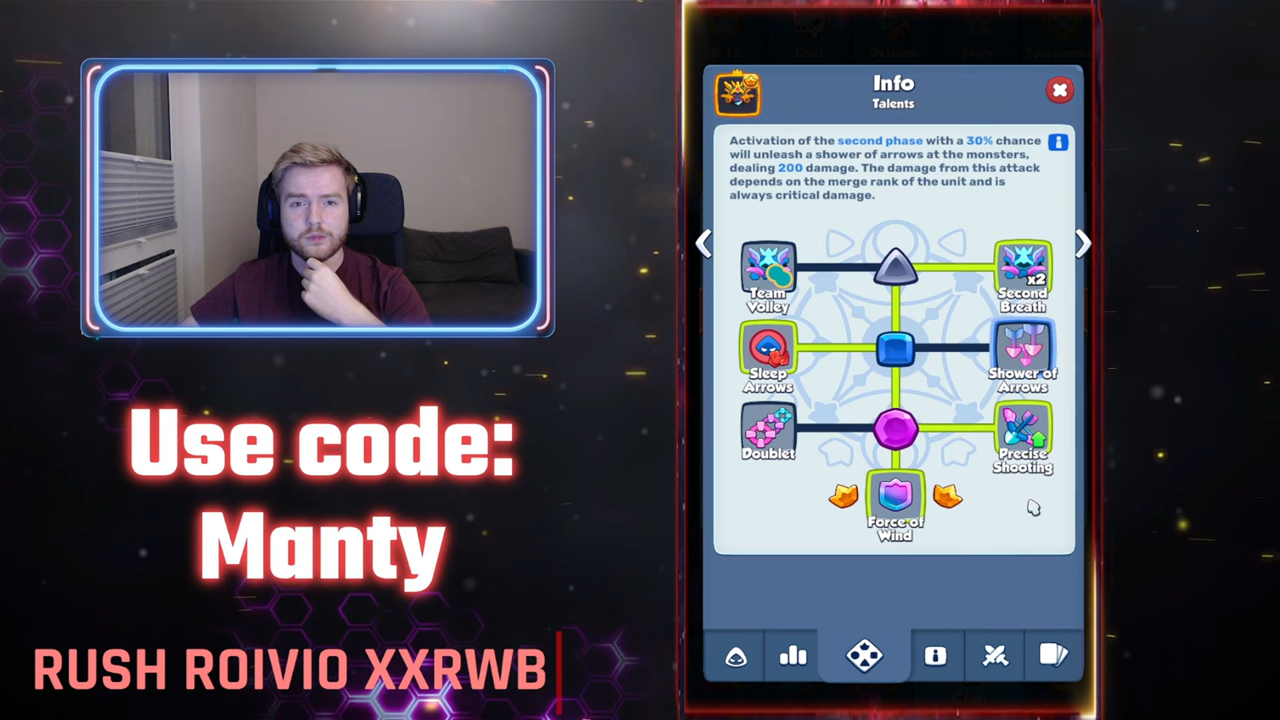 Info
Talents
Activation of the second phase with a 30% chance
will unleash a shower of arrows at the monsters,
dealing 200 damage. The damage from this attack
depends on the merge rank of the unit and is
always critical damage.
Team
Volley
x2
Second
Breath
Sleep
Arrows
Shower of
Arrows
Doublet
Precise
Shooting
Force of
Wind
Use code:
Manty
RUSH ROIVIO XXRWB